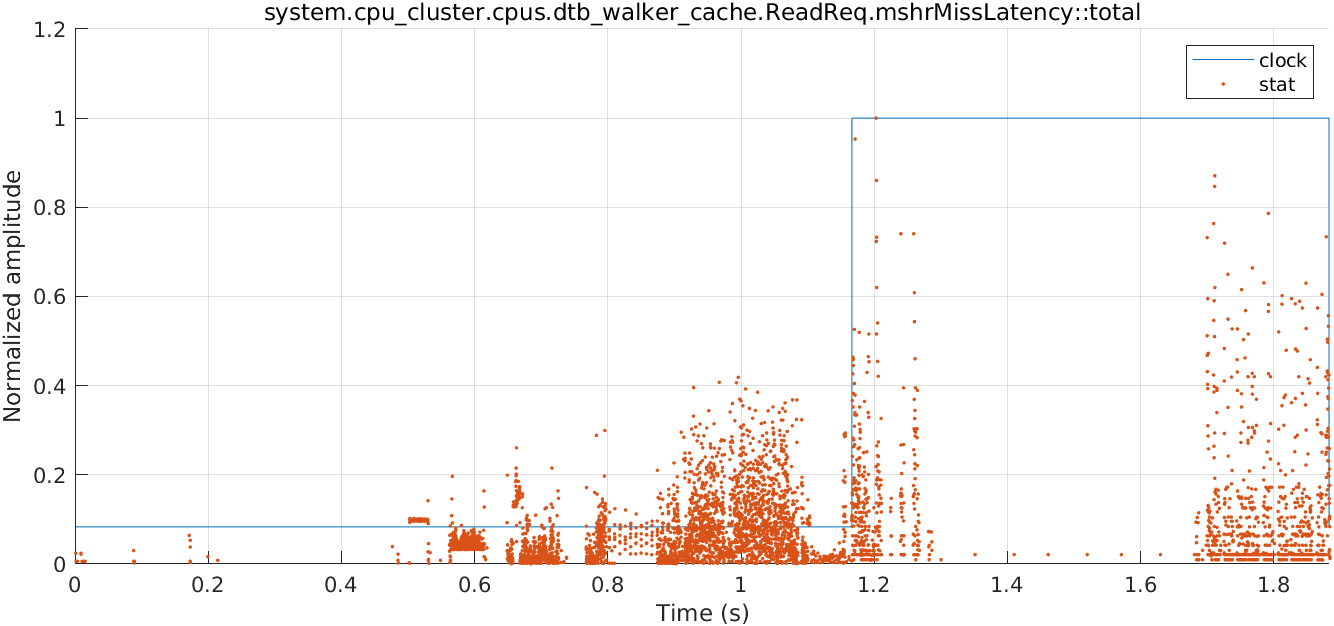 system.cpu_cluster.cpus.dtb_walker_cache.ReadReq.mshrMissLatency::total
1.2
1
0.8
0.6
0.4
0.2
0
Normalized amplitude
clock
stat
0 0.2 0.4 0.6 0.8 1 1.2 1.4 1.6 1.8
Time (s)